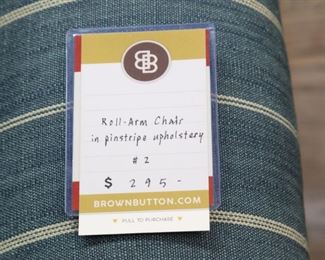 BB
Roll-Arm Chair
in pinstripe upholstery
#2
$ 295-
BROWNBUTTON.COM
PULL TO PURCHASE